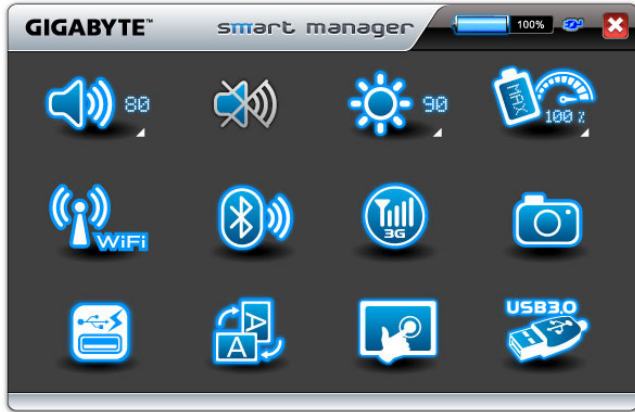 GIGABYTE™ smart manager 100%
80 90 MAX 100 %
WiFi 3G
A A
USB3.0